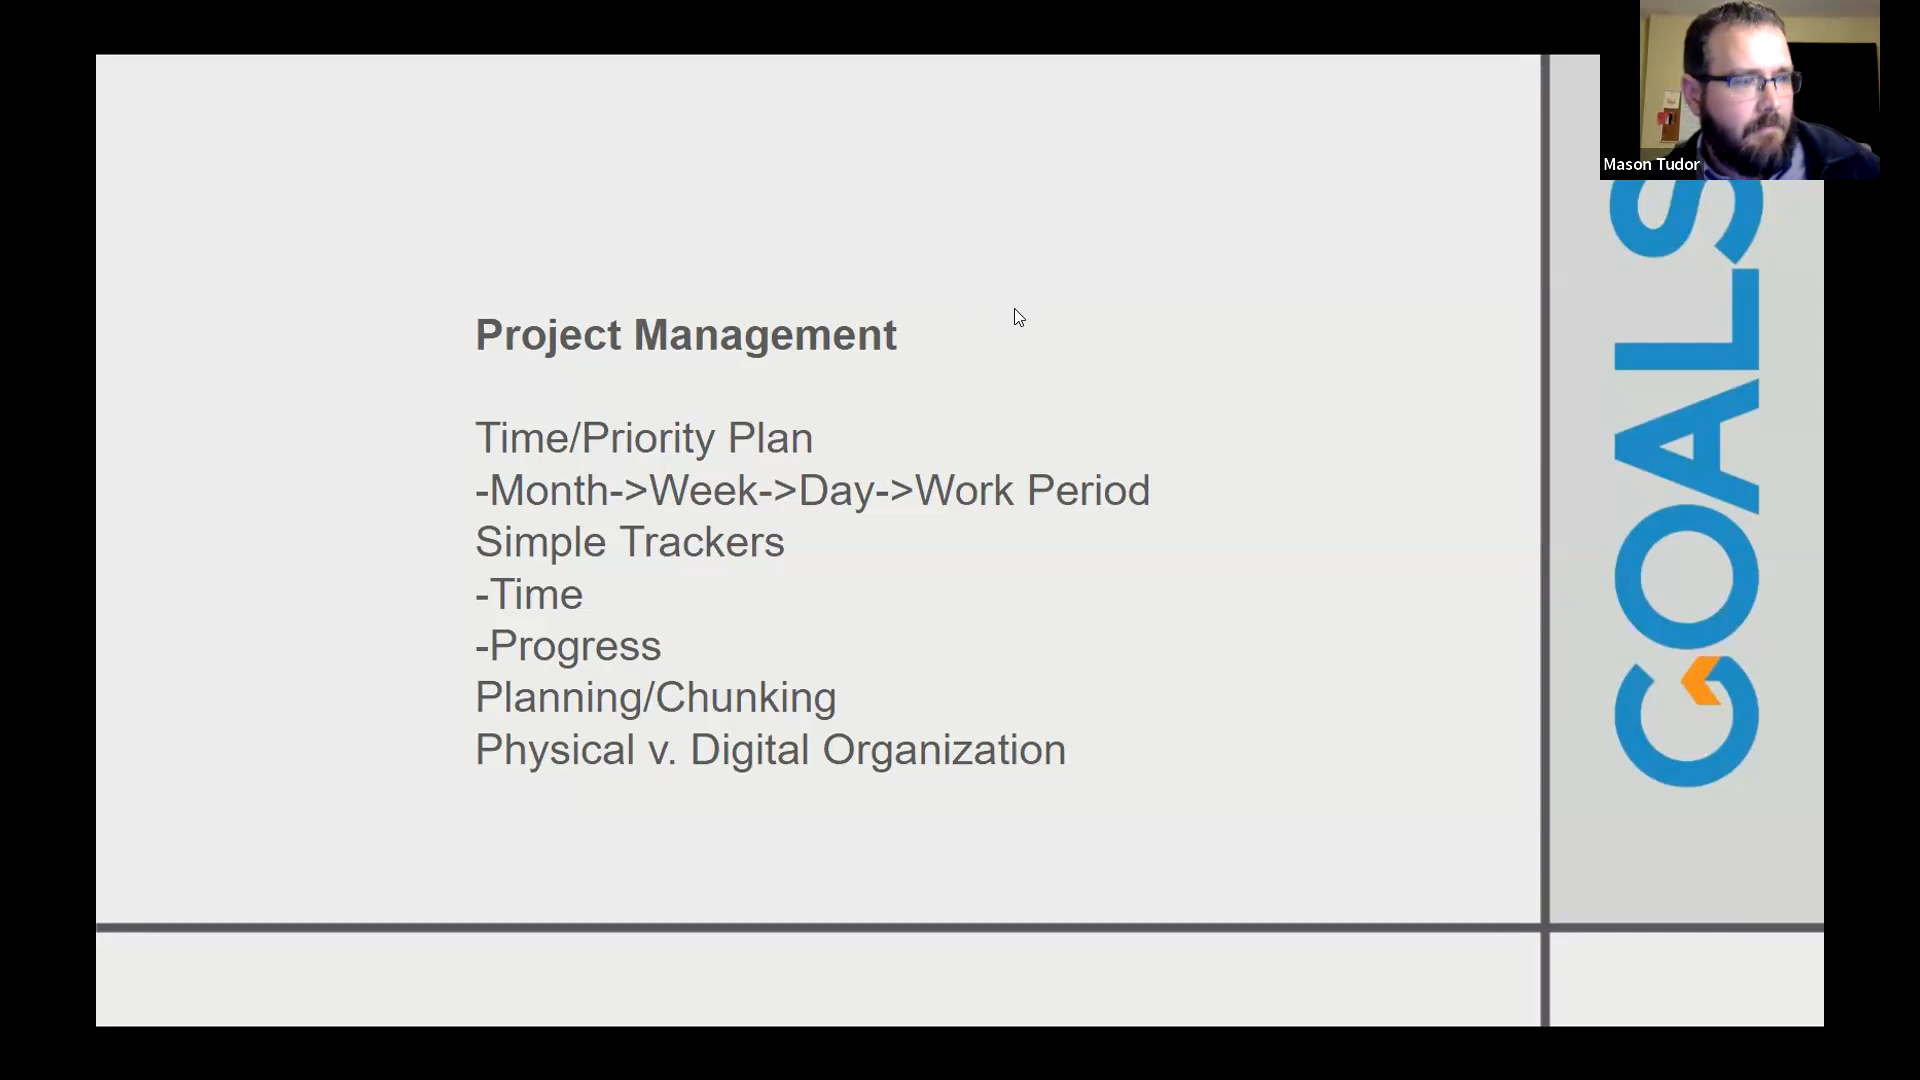 Project Management
Time/Priority Plan
-Month->Week->Day->Work Period
Simple Trackers
-Time
-Progress
Planning/Chunking
Physical v. Digital Organization
Mason Tudor
GOALS